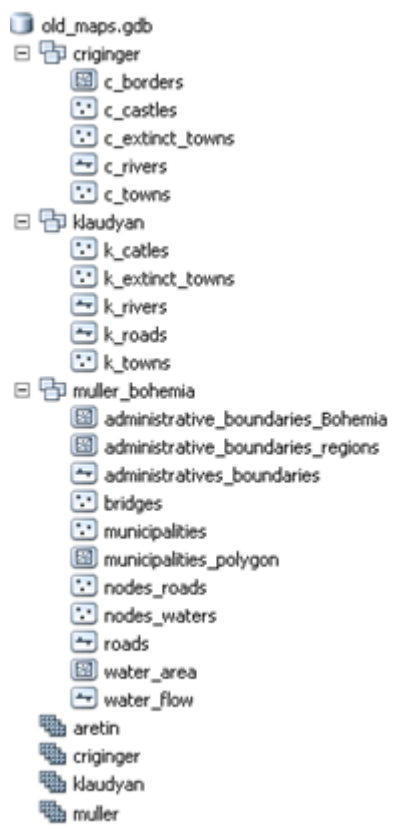 old_maps.gdb
criginger
c_borders
c_castles
c_extinct_towns
c_rivers
c_towns
klaudyan
k_catles
k_extinct_towns
k_rivers
k_roads
k_towns
muller_bohemia
administrative_boundaries_Bohemia
administrative_boundaries_regions
administratives_boundaries
bridges
municipalities
municipalities_polygon
nodes_roads
nodes_waters
roads
water_area
water_flow
aretin
criginger
klaudyan
muller